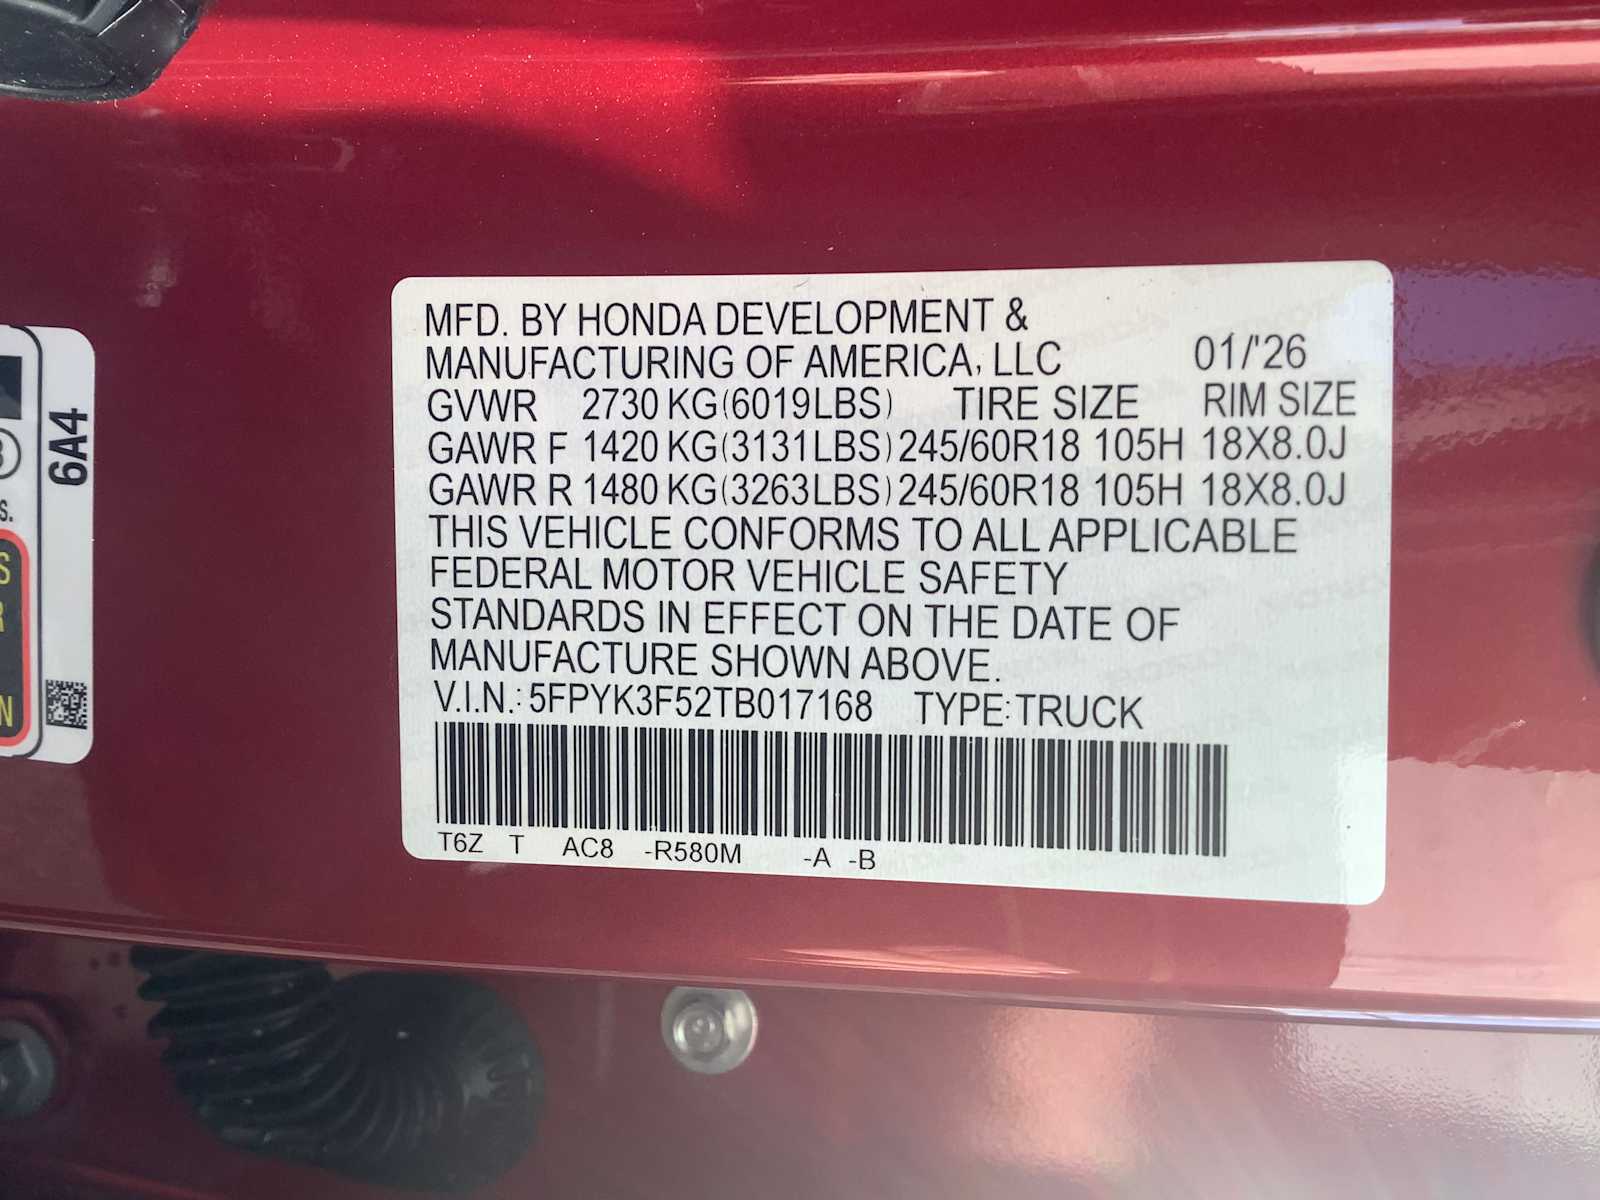 MFD. BY HONDA DEVELOPMENT &
MANUFACTURING OF AMERICA, LLC 01/'26
GVWR 2730 KG(6019LBS) TIRE SIZE RIM SIZE
GAWR F 1420 KG(3131LBS) 245/60R18 105H 18X8.0J
GAWR R 1480 KG(3263LBS) 245/60R18 105H 18X8.0J
THIS VEHICLE CONFORMS TO ALL APPLICABLE
FEDERAL MOTOR VEHICLE SAFETY
STANDARDS IN EFFECT ON THE DATE OF
MANUFACTURE SHOWN ABOVE.
V.I.N.: 5FPYK3F52TB017168 TYPE:TRUCK
T6Z T AC8 -R580M -A -B
6A4